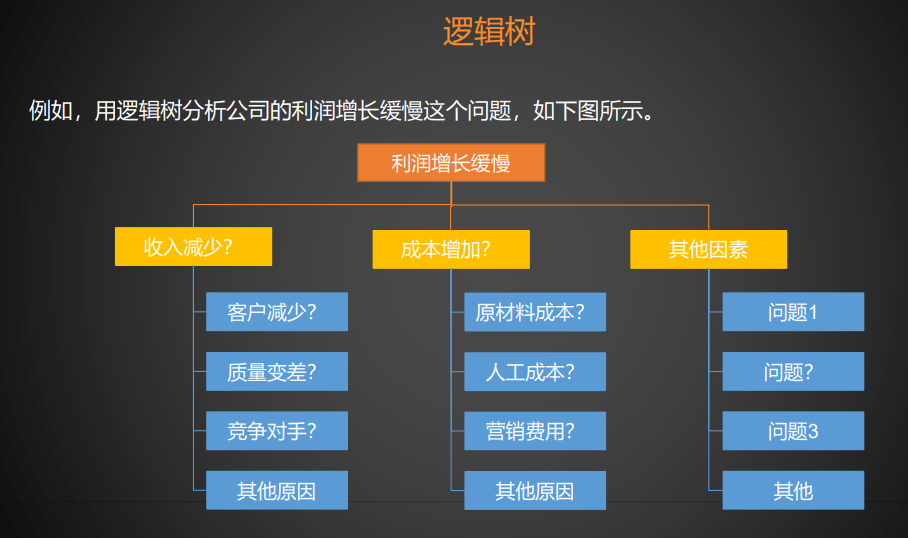 逻辑树
例如，用逻辑树分析公司的利润增长缓慢这个问题，如下图所示。
利润增长缓慢
收入减少？
成本增加？
其他因素
客户减少？
原材料成本？
问题1
质量变差？
人工成本？
问题？
竞争对手？
营销费用？
问题3
其他原因
其他原因
其他